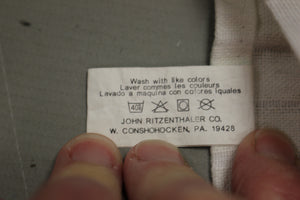 Wash with like colors
Laver commes les couleurs
Lavado a maquina con colores iguales
40°
JOHN RITZENTHALER CO.
W. CONSHOHOCKEN, PA. 19428